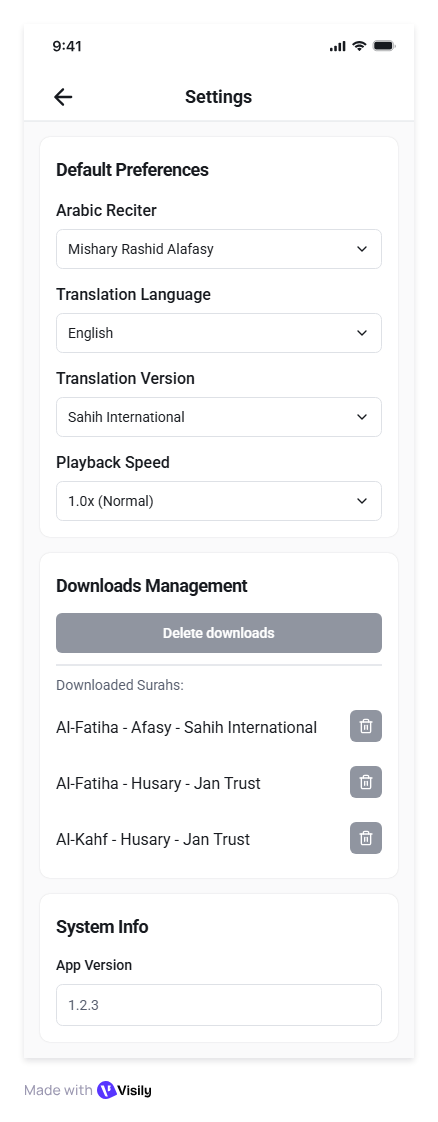 9:41
Settings
Default Preferences
Arabic Reciter
Mishary Rashid Alafasy
Translation Language
English
Translation Version
Sahih International
Playback Speed
1.0x (Normal)
Downloads Management
Delete downloads
Downloaded Surahs:
Al-Fatiha - Afasy - Sahih International
Al-Fatiha - Husary - Jan Trust
Al-Kahf - Husary - Jan Trust
System Info
App Version
1.2.3
Made with Visily